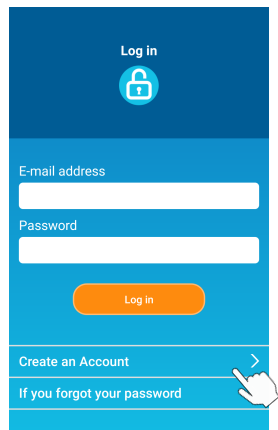 Log in
E-mail address
Password
Log in
Create an Account
If you forgot your password